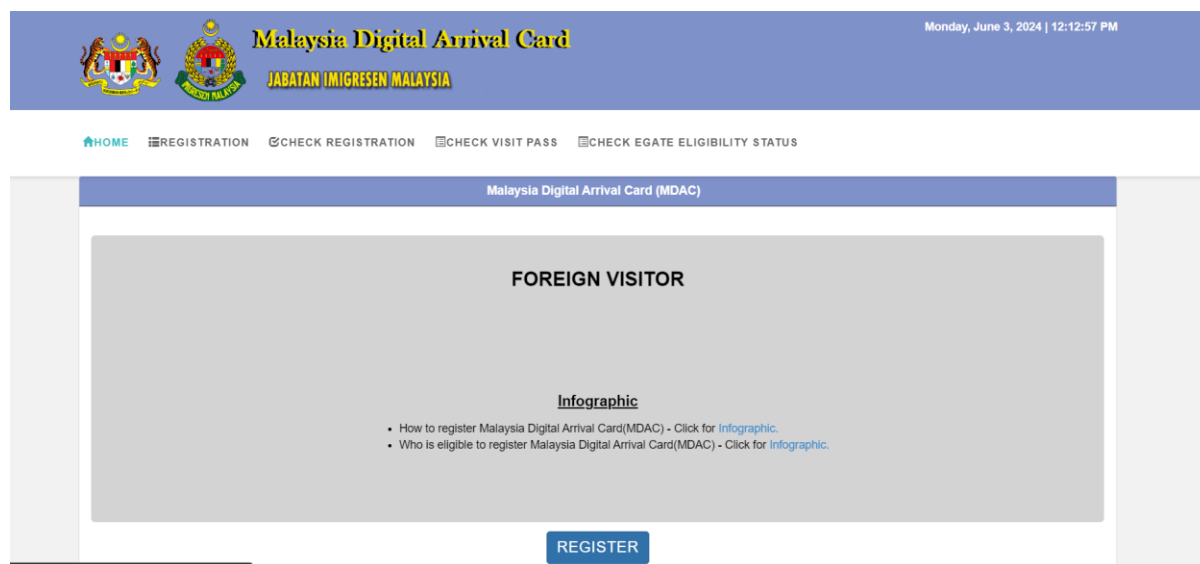 Malaysia Digital Arrival Card
Monday, June 3, 2024 | 12:12:57 PM
JABATAN IMIGRESEN MALAYSIA
HOME REGISTRATION CHECK REGISTRATION CHECK VISIT PASS CHECK EGATE ELIGIBILITY STATUS
Malaysia Digital Arrival Card (MDAC)
FOREIGN VISITOR
Infographic
• How to register Malaysia Digital Arrival Card(MDAC) - Click for Infographic.
• Who is eligible to register Malaysia Digital Arrival Card(MDAC) - Click for Infographic.
REGISTER